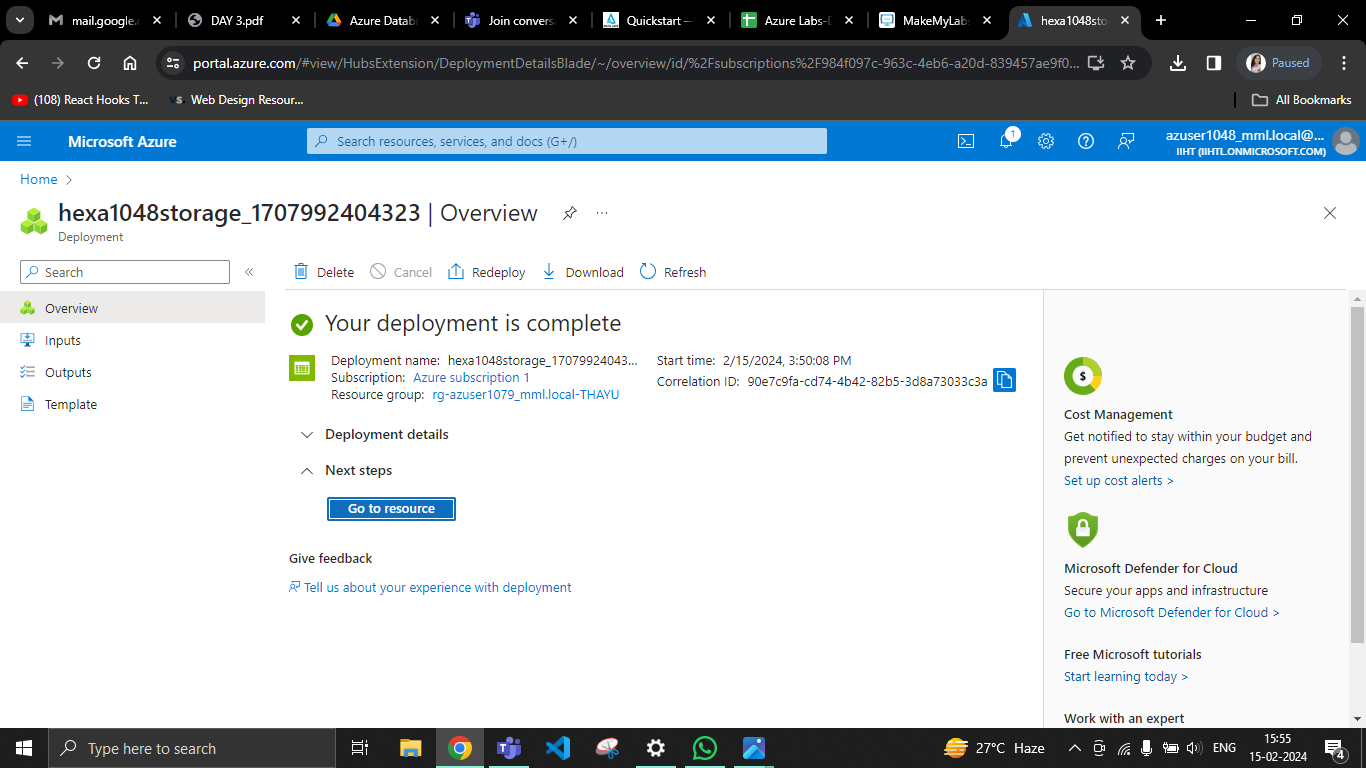 mail.google.c
DAY 3.pdf
Azure Datab
Join convers
Quickstart —
Azure Labs-D
MakeMyLab
hexa1048sto
portal.azure.com/#view/HubsExtension/DeploymentDetailsBlade/~/overview/id/%2Fsubscriptions%2F984f097c-963c-4eb6-a20d-839457ae9f0...
Paused
(108) React Hooks T...
Web Design Resour...
All Bookmarks
Microsoft Azure
Search resources, services, and docs (G+/)
1
azuser1048_mml.local@...
IIHT (IIHTL.ONMICROSOFT.COM)
Home
hexa1048storage_1707992404323 | Overview
Deployment
Search
Overview
Inputs
Outputs
Template
Delete
Cancel
Redeploy
Download
Refresh
Your deployment is complete
Deployment name: hexa1048storage_17079924043...
Subscription: Azure subscription 1
Resource group: rg-azuser1079_mml.local-THAYU
Start time: 2/15/2024, 3:50:08 PM
Correlation ID: 90e7c9fa-cd74-4b42-82b5-3d8a73033c3a
Deployment details
Next steps
Go to resource
Give feedback
Tell us about your experience with deployment
Cost Management
Get notified to stay within your budget and
prevent unexpected charges on your bill.
Set up cost alerts >
Microsoft Defender for Cloud
Secure your apps and infrastructure
Go to Microsoft Defender for Cloud >
Free Microsoft tutorials
Start learning today >
Work with an expert
Type here to search
27°C Haze
ENG
15:55
15-02-2024
4